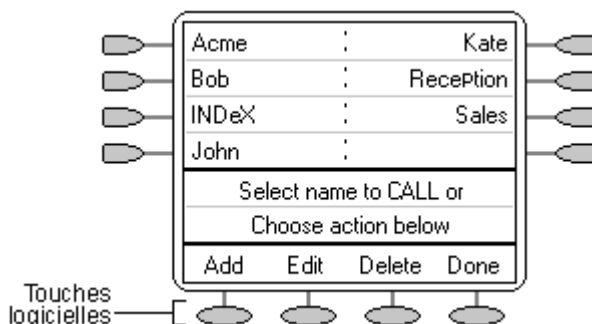 Acme : Kate
Bob : Reception
INDeX : Sales
John :
Select name to CALL or
Choose action below
Add Edit Delete Done
Touches
logicielles